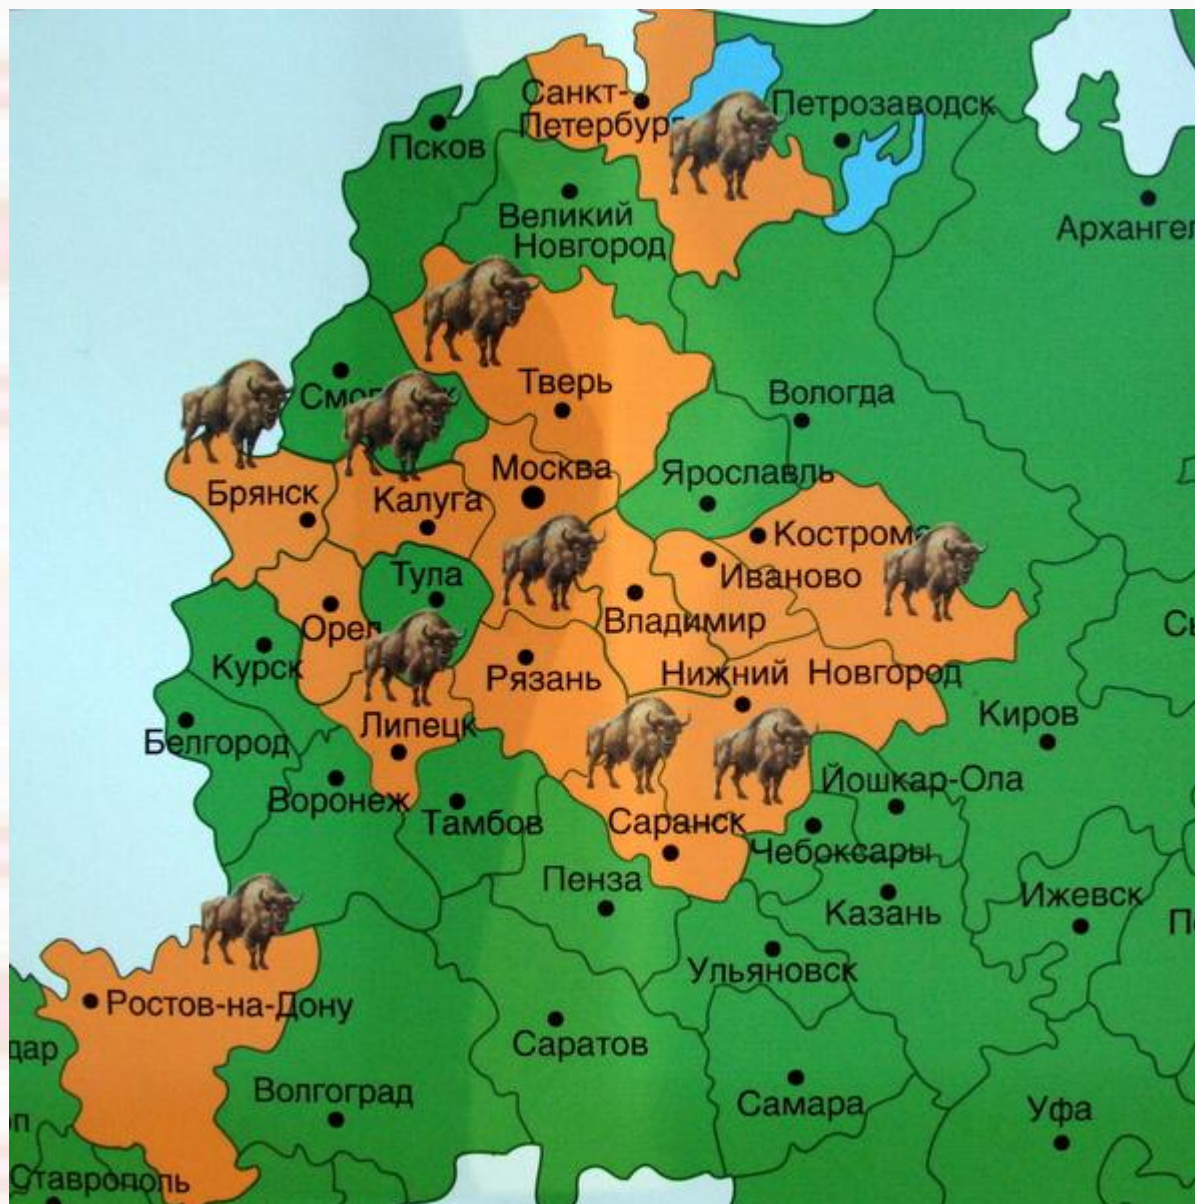 Санкт-
Петербург
Петрозаводск
Псков
Великий
Новгород
Архангел
Тверь
Вологда
Москва
Ярославль
Брянск
Калуга
Кострома
Иваново
Тула
Владимир
Орел
Курск
Рязань
Нижний Новгород
Липецк
Киров
Белгород
Йошкар-Ола
Воронеж
Тамбов
Саранск
Чебоксары
Пенза
Казань
Ижевск
Ульяновск
Ростов-на-Дону
Саратов
дар
Волгоград
Самара
Уфа
Ставрополь